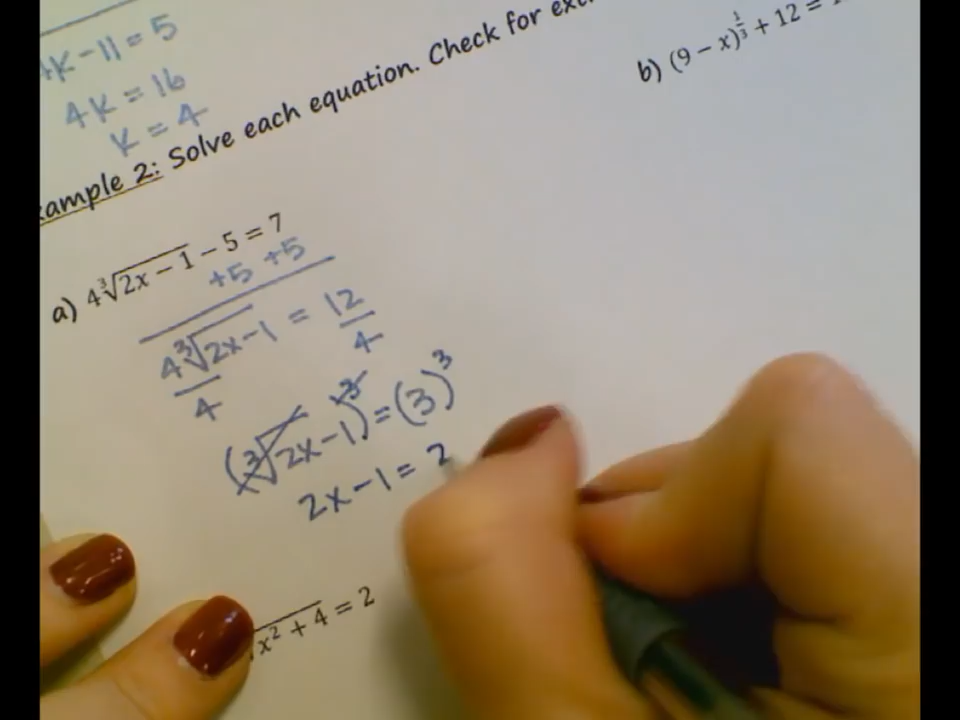 4K-11=5
4K=16
K=4
Example 2: Solve each equation. Check for
b) (9 − x)^{1/3} + 12 =
a) 4∛(2x − 1) − 5 = 7
+5 +5
4∛(2x-1) = 12
4 4
(∛(2x-1))^3 = (3)^3
2x-1=2
x² + 4 = 2